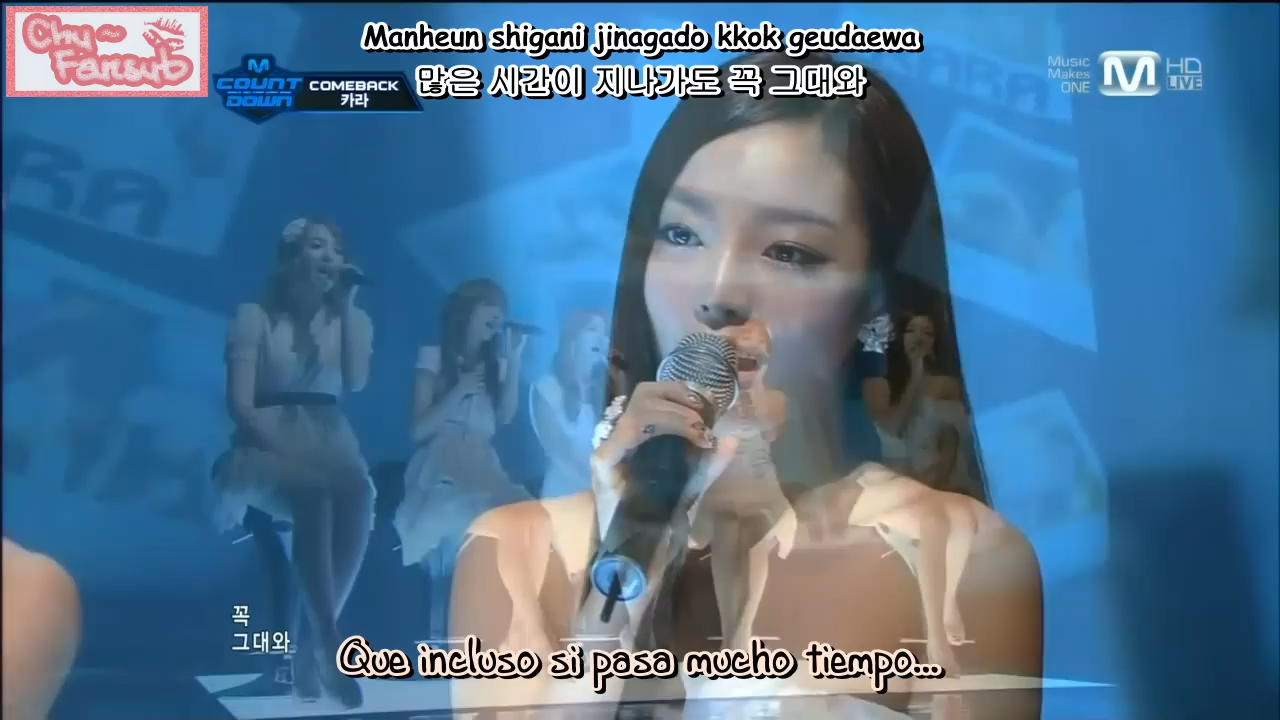 Chy~
Fansub
Manheun shigani jinagado kkok geudaewa
많은 시간이 지나가도 꼭 그대와
M
COUNT
DOWN
COMEBACK
카라
Music
Makes
ONE
M HD
LIVE
RA
꼭
그대와
Que incluso si pasa mucho tiempo...